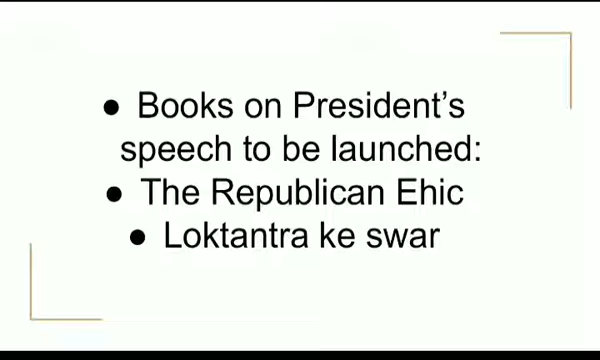 ● Books on President's
speech to be launched:
● The Republican Ehic
● Loktantra ke swar